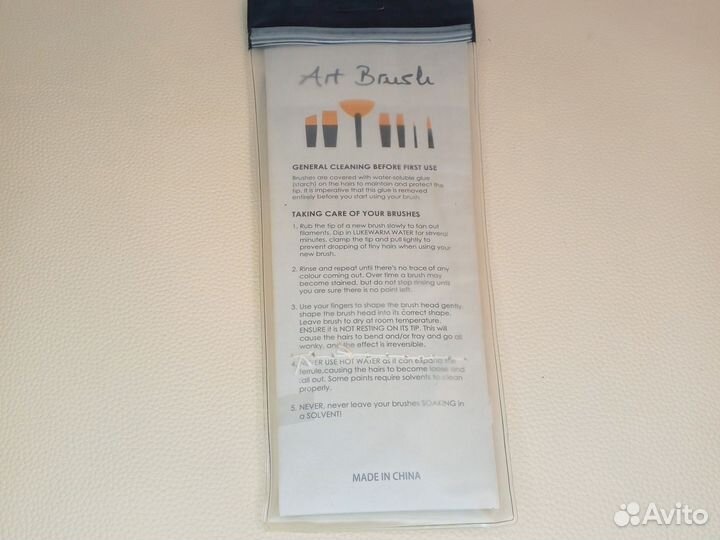 Art Brush
GENERAL CLEANING BEFORE FIRST USE
Brushes are covered with water-soluble glue
(starch) on the hairs to maintain and protect the
tip. It is imperative that this glue is removed
entirely before you start using your brush.
TAKING CARE OF YOUR BRUSHES
1. Rub the tip of a new brush slowly to fan out
filaments. Dip in LUKEWARM WATER for several
minutes, clamp the tip and pull lightly to
prevent dropping of tiny hairs when using your
new brush.
2. Rinse and repeat until there's no trace of any
colour coming out. Over time a brush may
become stained, but do not stop rinsing until
you are sure there is no paint left.
3. Use your fingers to shape the brush head gently,
shape the brush head into its correct shape.
Leave brush to dry at room temperature.
ENSURE it is NOT RESTING ON ITS TIP. This will
cause the hairs to bend and/or fray and go all
wonky, and the effect is irreversible.
4. NEVER USE HOT WATER as it can expand the
ferrule,causing the hairs to become loose and
fall out. Some paints require solvents to clean
properly.
5. NEVER, never leave your brushes SOAKING in
a SOLVENT!
MADE IN CHINA
Avito